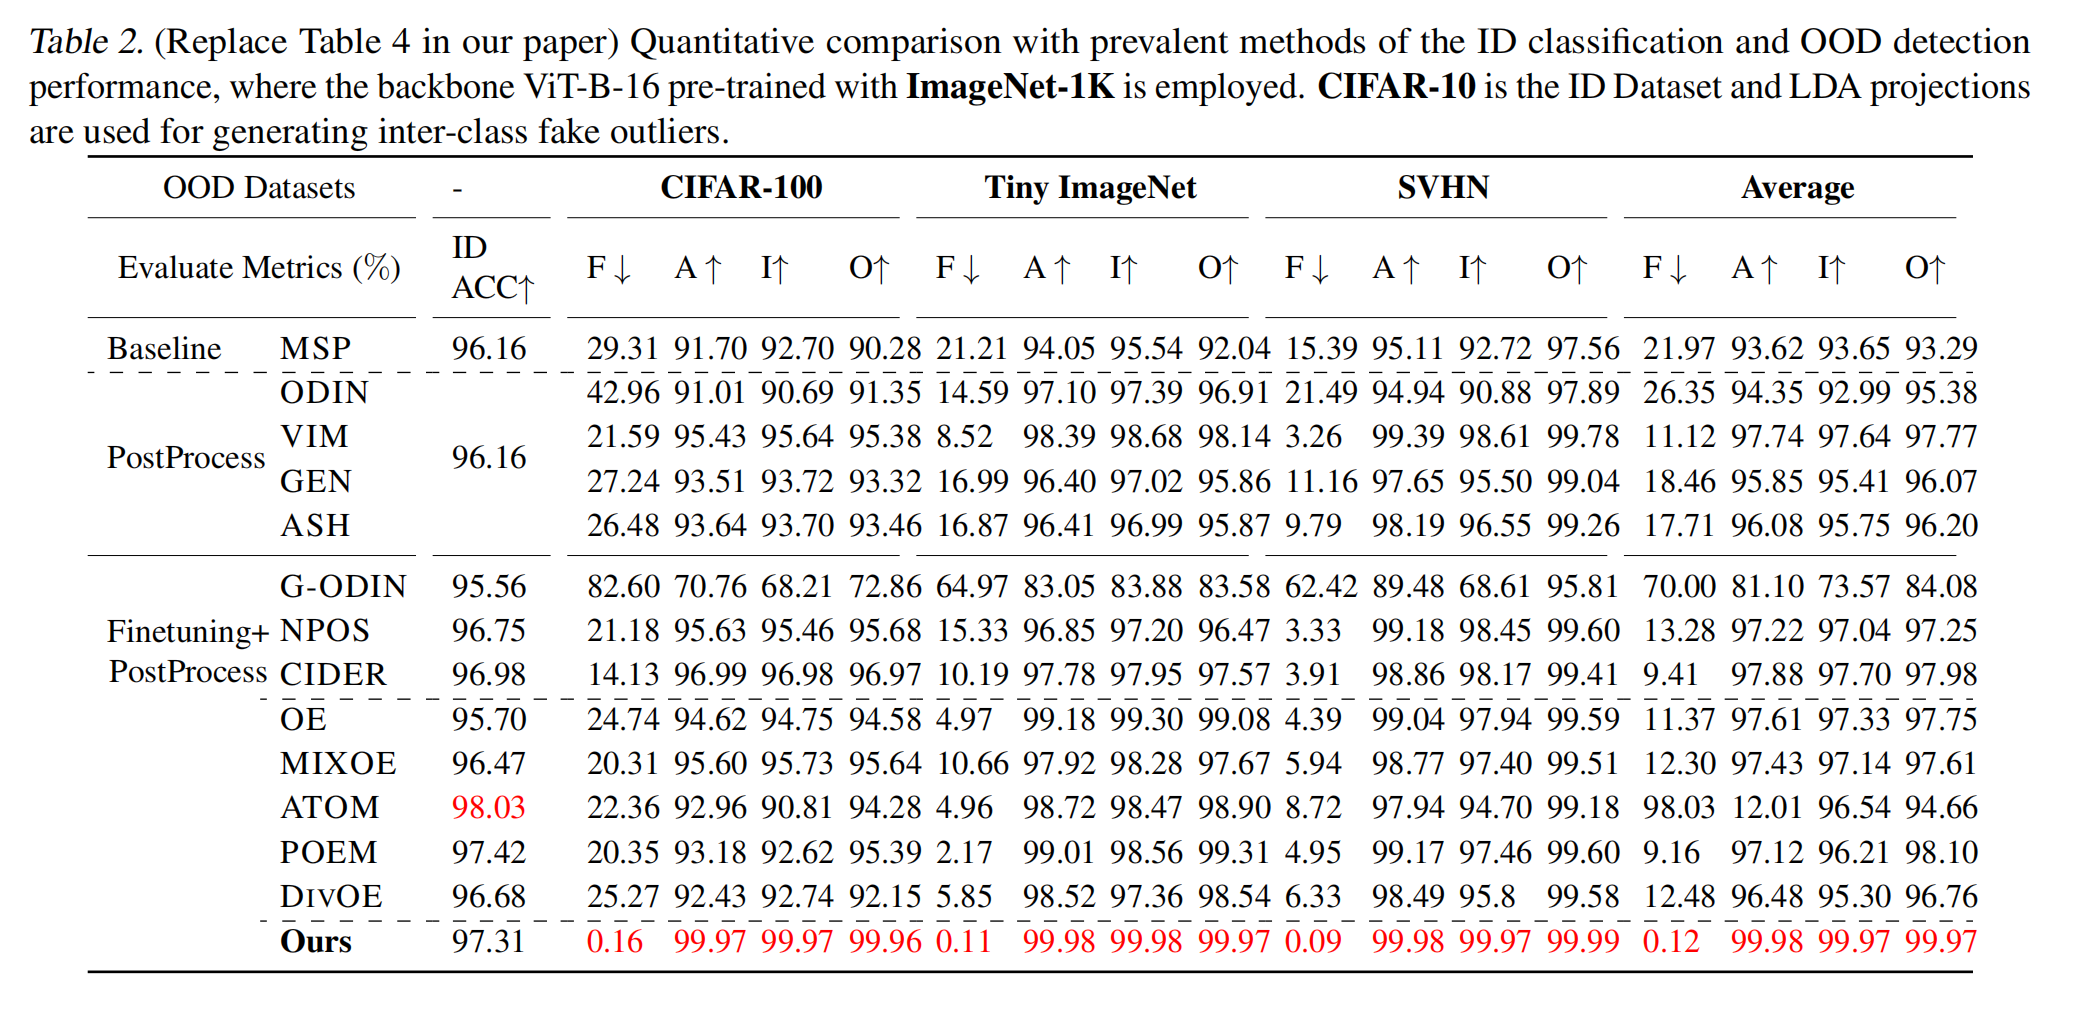 Table 2. (Replace Table 4 in our paper) Quantitative comparison with prevalent methods of the ID classification and OOD detection
performance, where the backbone ViT-B-16 pre-trained with ImageNet-1K is employed. CIFAR-10 is the ID Dataset and LDA projections
are used for generating inter-class fake outliers.
OOD Datasets - CIFAR-100 Tiny ImageNet SVHN Average
Evaluate Metrics (%) ID ACC↑ F↓ A↑ I↑ O↑ F↓ A↑ I↑ O↑ F↓ A↑ I↑ O↑ F↓ A↑ I↑ O↑
Baseline MSP 96.16 29.31 91.70 92.70 90.28 21.21 94.05 95.54 92.04 15.39 95.11 92.72 97.56 21.97 93.62 93.65 93.29
ODIN 42.96 91.01 90.69 91.35 14.59 97.10 97.39 96.91 21.49 94.94 90.88 97.89 26.35 94.35 92.99 95.38
VIM 21.59 95.43 95.64 95.38 8.52 98.39 98.68 98.14 3.26 99.39 98.61 99.78 11.12 97.74 97.64 97.77
PostProcess 96.16
GEN 27.24 93.51 93.72 93.32 16.99 96.40 97.02 95.86 11.16 97.65 95.50 99.04 18.46 95.85 95.41 96.07
ASH 26.48 93.64 93.70 93.46 16.87 96.41 96.99 95.87 9.79 98.19 96.55 99.26 17.71 96.08 95.75 96.20
G-ODIN 95.56 82.60 70.76 68.21 72.86 64.97 83.05 83.88 83.58 62.42 89.48 68.61 95.81 70.00 81.10 73.57 84.08
Finetuning+ NPOS 96.75 21.18 95.63 95.46 95.68 15.33 96.85 97.20 96.47 3.33 99.18 98.45 99.60 13.28 97.22 97.04 97.25
PostProcess CIDER 96.98 14.13 96.99 96.98 96.97 10.19 97.78 97.95 97.57 3.91 98.86 98.17 99.41 9.41 97.88 97.70 97.98
OE 95.70 24.74 94.62 94.75 94.58 4.97 99.18 99.30 99.08 4.39 99.04 97.94 99.59 11.37 97.61 97.33 97.75
MIXOE 96.47 20.31 95.60 95.73 95.64 10.66 97.92 98.28 97.67 5.94 98.77 97.40 99.51 12.30 97.43 97.14 97.61
ATOM 98.03 22.36 92.96 90.81 94.28 4.96 98.72 98.47 98.90 8.72 97.94 94.70 99.18 98.03 12.01 96.54 94.66
POEM 97.42 20.35 93.18 92.62 95.39 2.17 99.01 98.56 99.31 4.95 99.17 97.46 99.60 9.16 97.12 96.21 98.10
DIVOE 96.68 25.27 92.43 92.74 92.15 5.85 98.52 97.36 98.54 6.33 98.49 95.8 99.58 12.48 96.48 95.30 96.76
Ours 97.31 0.16 99.97 99.97 99.96 0.11 99.98 99.98 99.97 0.09 99.98 99.97 99.99 0.12 99.98 99.97 99.97